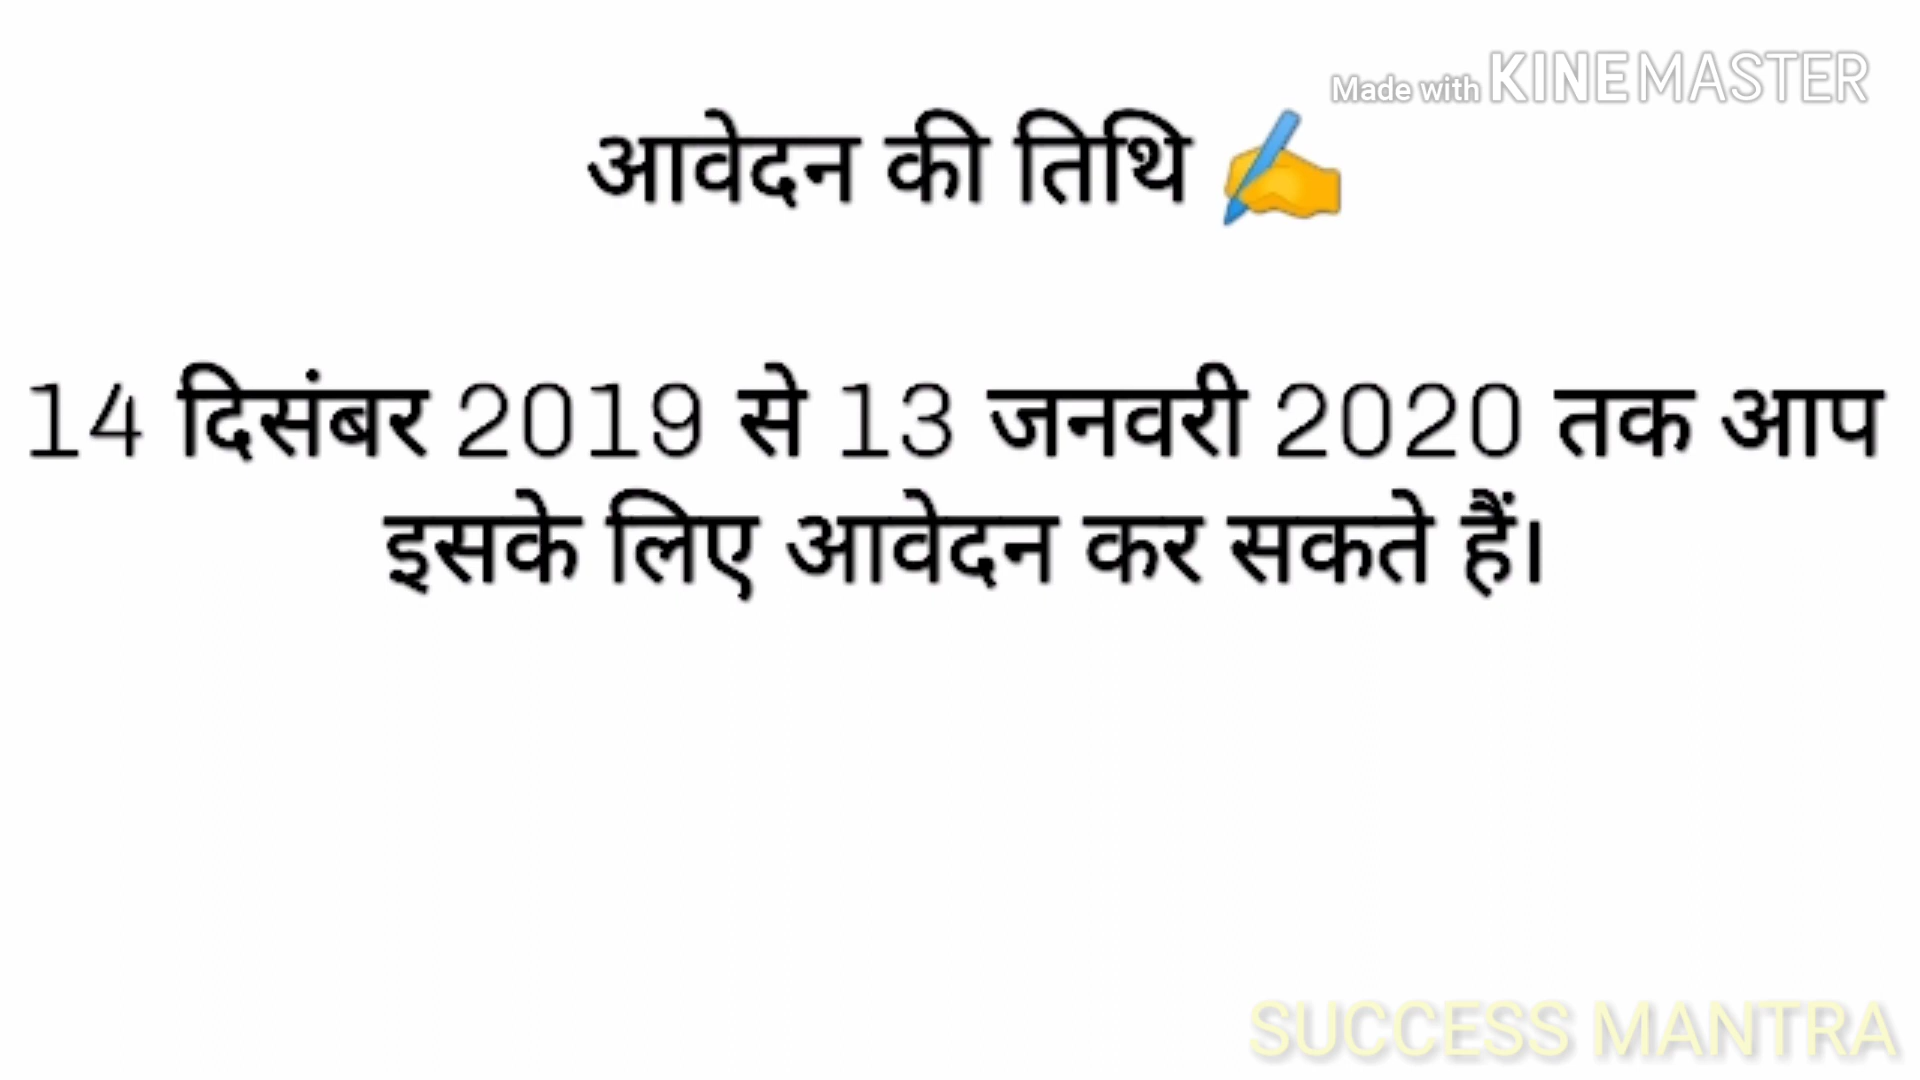 Made with KINEMASTER
आवेदन की तिथि ✍
14 दिसंबर 2019 से 13 जनवरी 2020 तक आप
इसके लिए आवेदन कर सकते हैं।
SUCCESS MANTRA